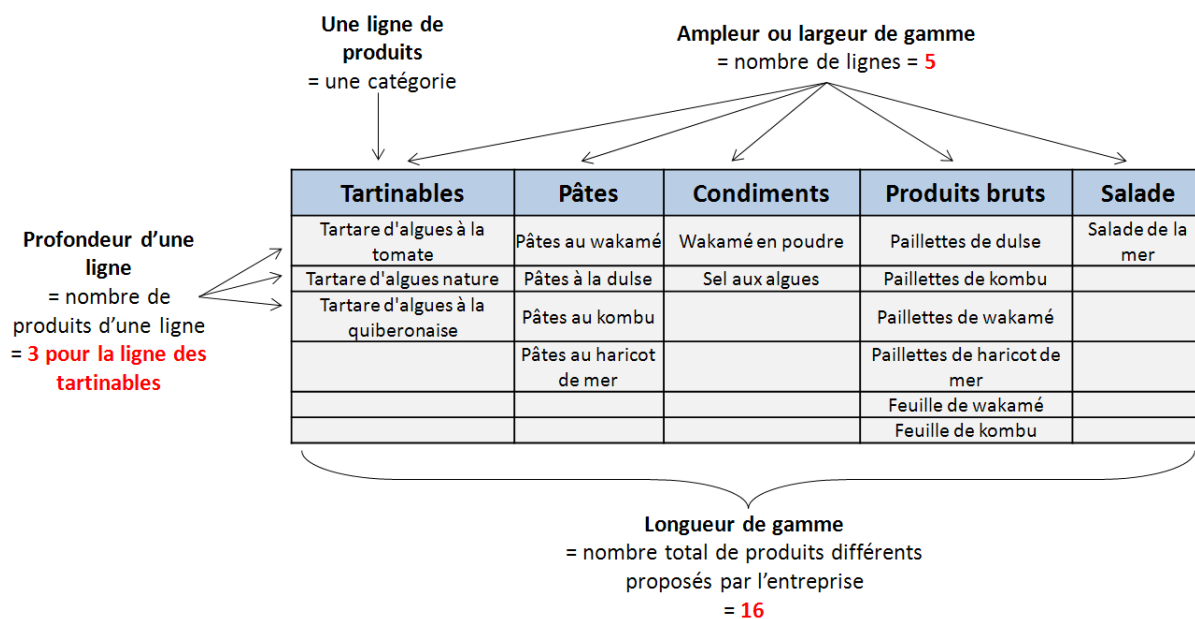 Une ligne de
produits
= une catégorie
Ampleur ou largeur de gamme
= nombre de lignes = 5
Profondeur d’une
ligne
= nombre de
produits d’une ligne
= 3 pour la ligne des
tartinables
Tartinables Pâtes Condiments Produits bruts Salade
Tartare d'algues à la
tomate
Pâtes au wakamé
Wakamé en poudre
Paillettes de dulse
Salade de la
mer
Tartare d'algues nature
Pâtes à la dulse
Sel aux algues
Paillettes de kombu
Tartare d'algues à la
quiberonaise
Pâtes au kombu
Paillettes de wakamé
Pâtes au haricot
de mer
Paillettes de haricot de
mer
Feuille de wakamé
Feuille de kombu
Longueur de gamme
= nombre total de produits différents
proposés par l’entreprise
= 16